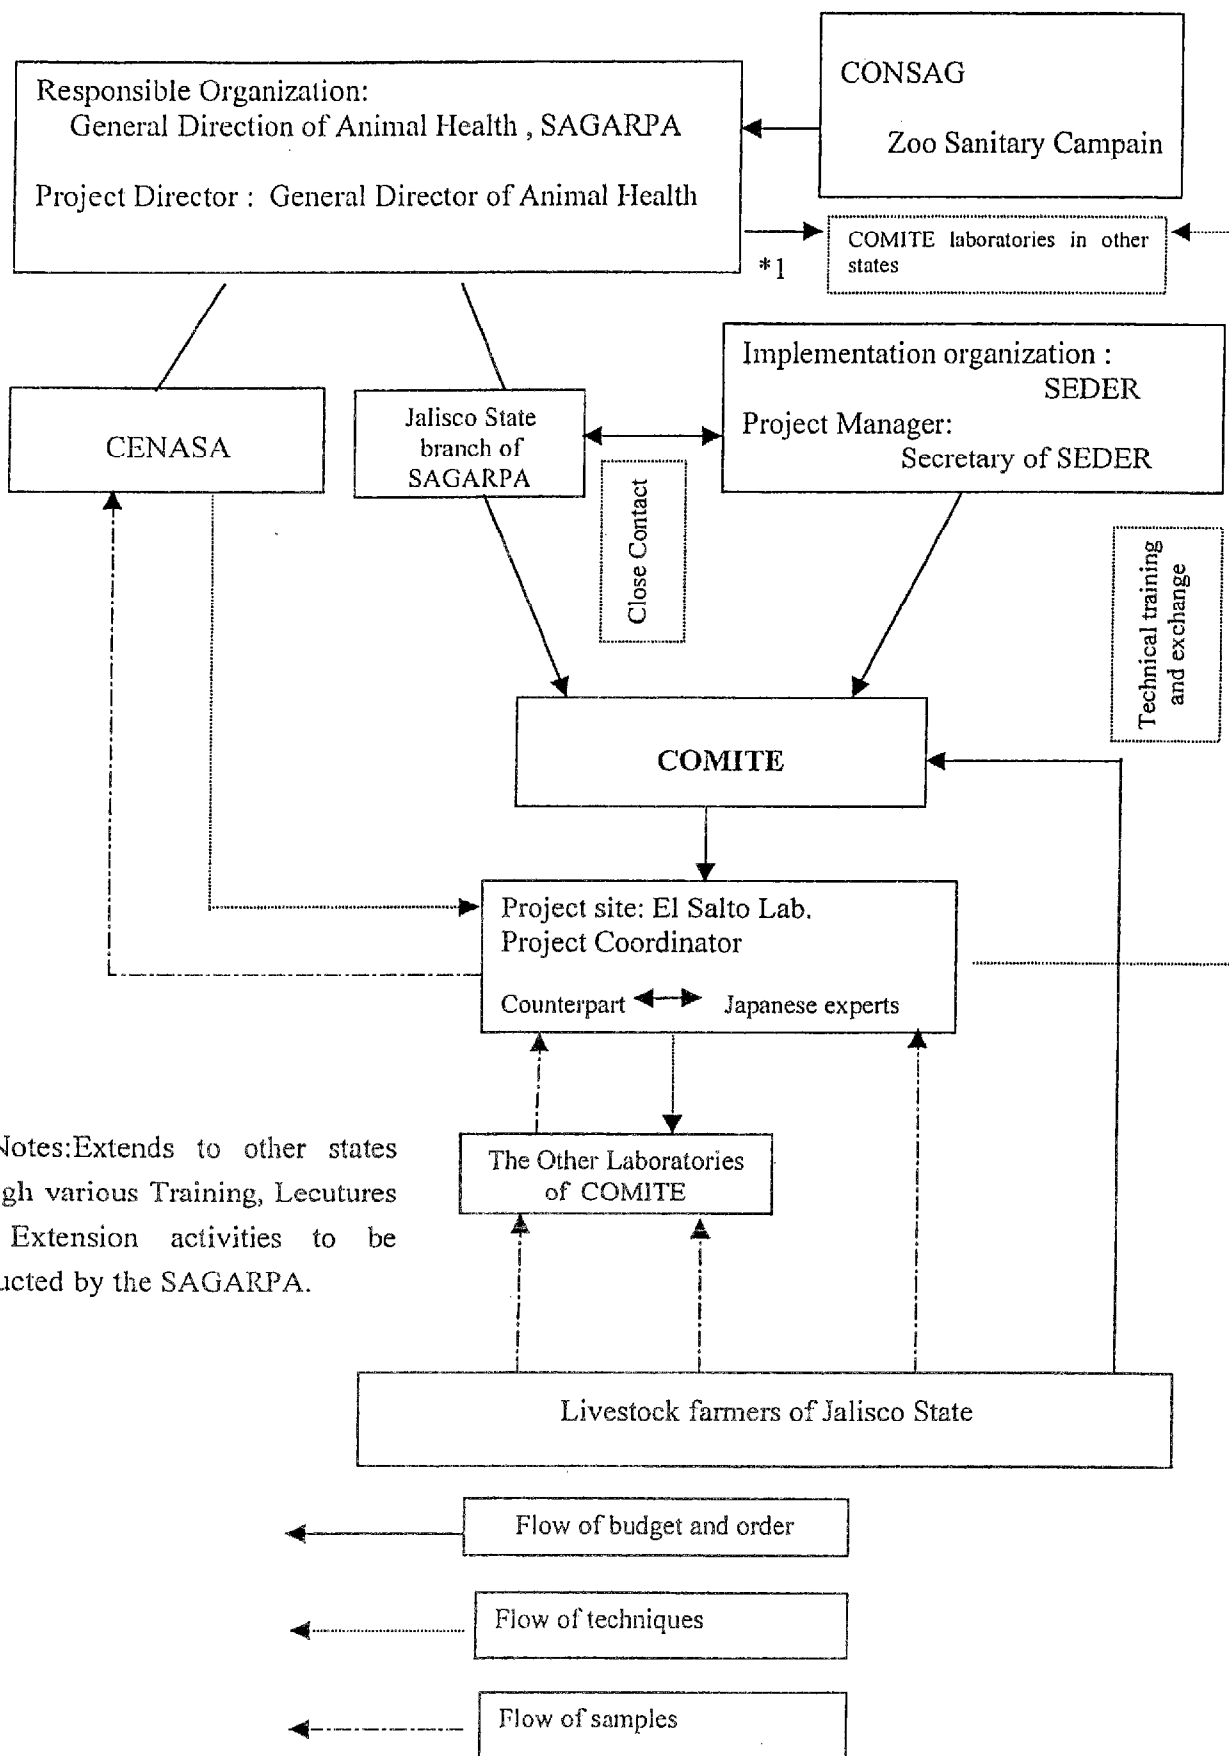 CONSAG
Zoo Sanitary Campain
Responsible Organization:
General Direction of Animal Health , SAGARPA
Project Director : General Director of Animal Health
*1
COMITE laboratories in other
states
Implementation organization :
SEDER
Project Manager:
Secretary of SEDER
CENASA
Jalisco State
branch of
SAGARPA
Close Contact
Technical training
and exchange
COMITE
Project site: El Salto Lab.
Project Coordinator
Counterpart
Japanese experts
The Other Laboratories
of COMITE
Notes:Extends to other states
gh various Training, Lecutures
Extension activities to be
ucted by the SAGARPA.
Livestock farmers of Jalisco State
Flow of budget and order
Flow of techniques
Flow of samples